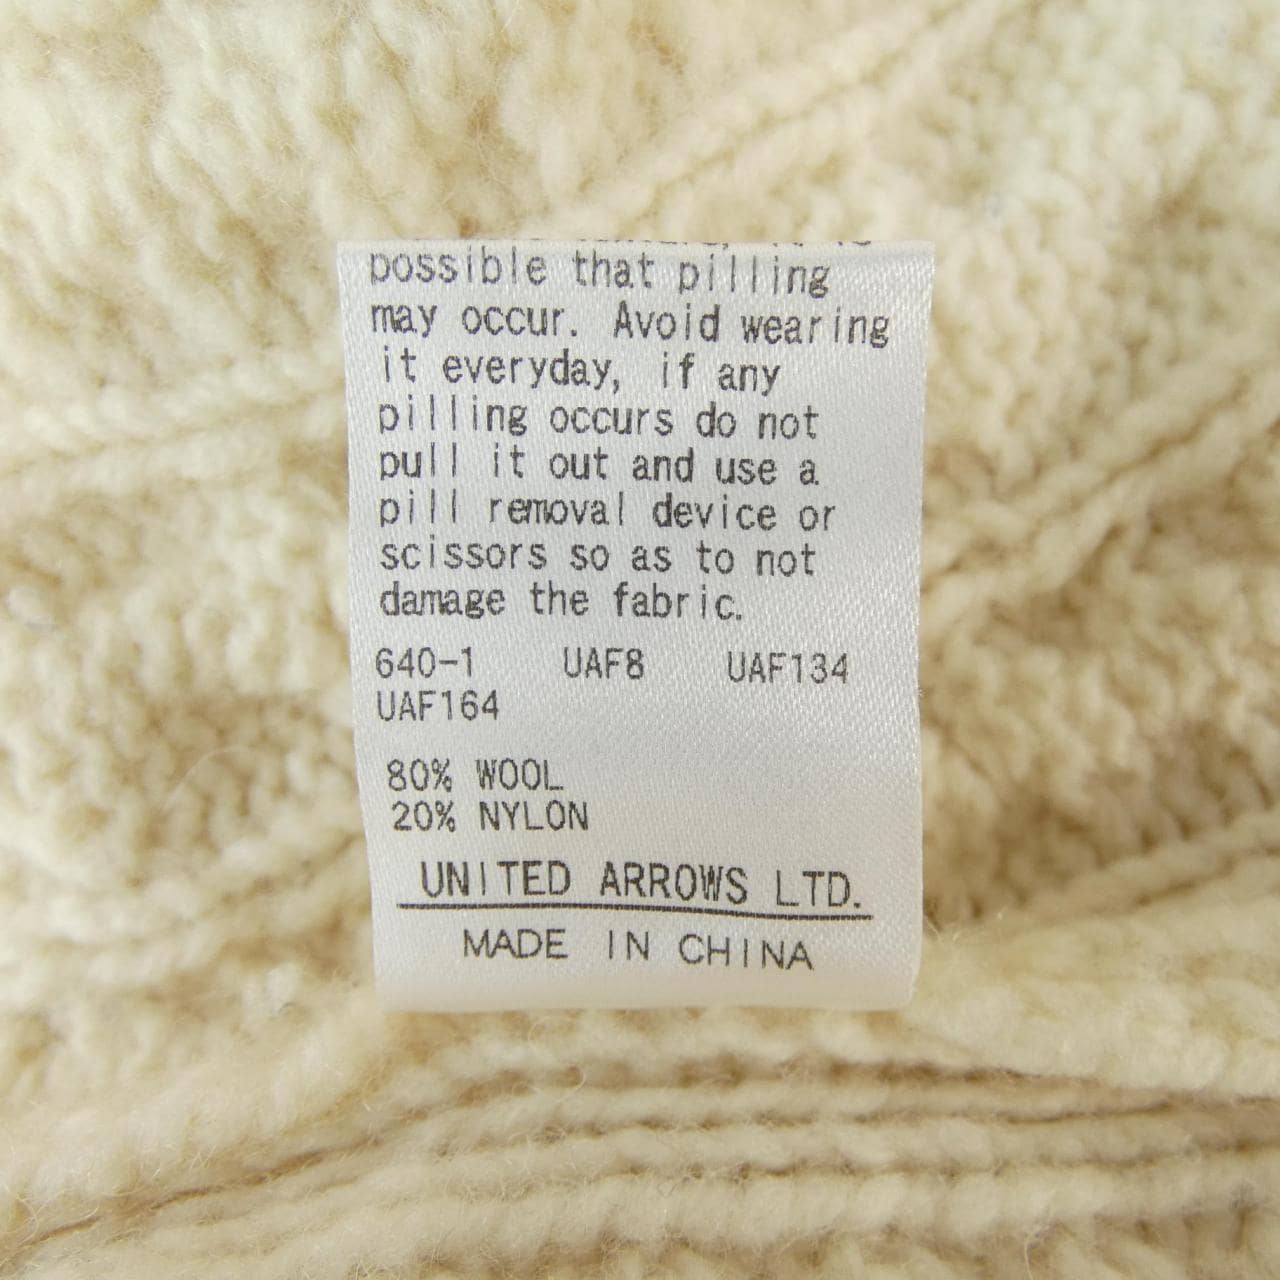 it is
possible that pilling
may occur. Avoid wearing
it everyday, if any
pilling occurs do not
pull it out and use a
pill removal device or
scissors so as to not
damage the fabric.
640-1 UAF8 UAF134
UAF164
80% WOOL
20% NYLON
UNITED ARROWS LTD.
MADE IN CHINA